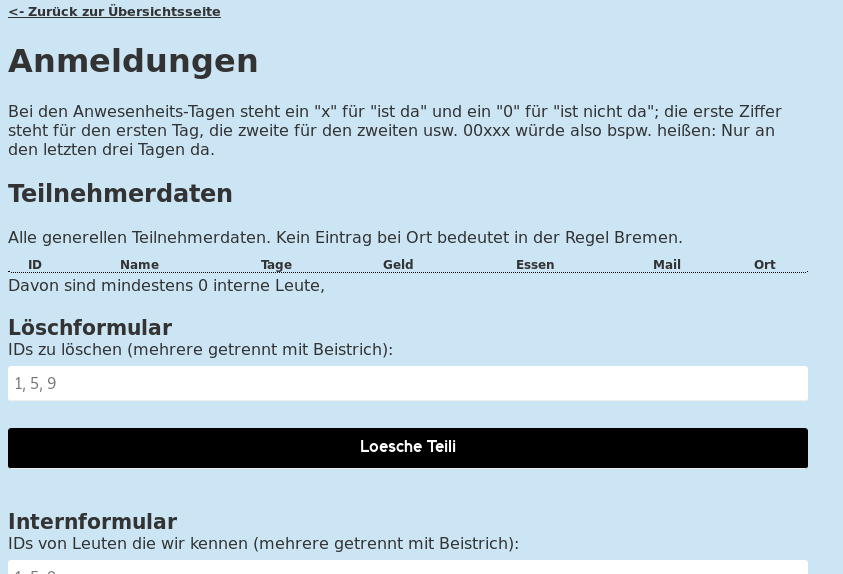 <- Zurück zur Übersichtsseite
Anmeldungen
Bei den Anwesenheits-Tagen steht ein "x" für "ist da" und ein "0" für "ist nicht da"; die erste Ziffer
steht für den ersten Tag, die zweite für den zweiten usw. 00xxx würde also bspw. heißen: Nur an
den letzten drei Tagen da.
Teilnehmerdaten
Alle generellen Teilnehmerdaten. Kein Eintrag bei Ort bedeutet in der Regel Bremen.
ID Name Tage Geld Essen Mail Ort
Davon sind mindestens 0 interne Leute,
Löschformular
IDs zu löschen (mehrere getrennt mit Beistrich):
1, 5, 9
Loesche Teili
Internformular
IDs von Leuten die wir kennen (mehrere getrennt mit Beistrich):
1, 5, 9